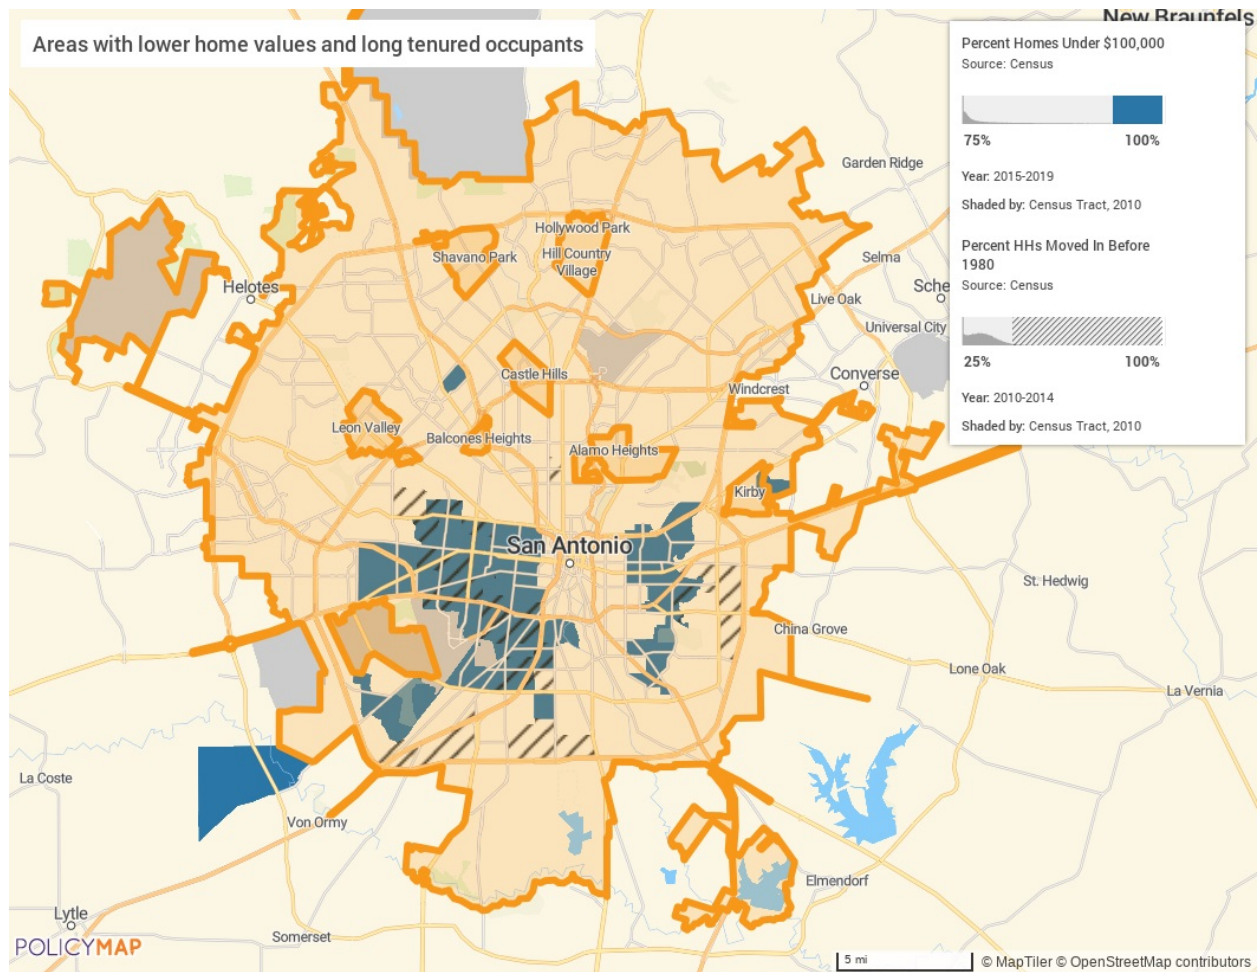 New Braunfels
Areas with lower home values and long tenured occupants
Percent Homes Under $100,000
Source: Census
75% 100%
Year: 2015-2019
Shaded by: Census Tract, 2010
Percent HHs Moved In Before
1980
Source: Census
25% 100%
Year: 2010-2014
Shaded by: Census Tract, 2010
Garden Ridge
Hollywood Park
Shavano Park
Hill Country
Village
Selma
Helotes
Sche
Live Oak
Universal City
Castle Hills
Converse
Windcrest
Leon Valley
Balcones Heights
Alamo Heights
Kirby
San Antonio
St. Hedwig
China Grove
Lone Oak
La Vernia
La Coste
Von Ormy
Elmendorf
Lytle
Somerset
POLICYMAP
5 mi
© MapTiler © OpenStreetMap contributors